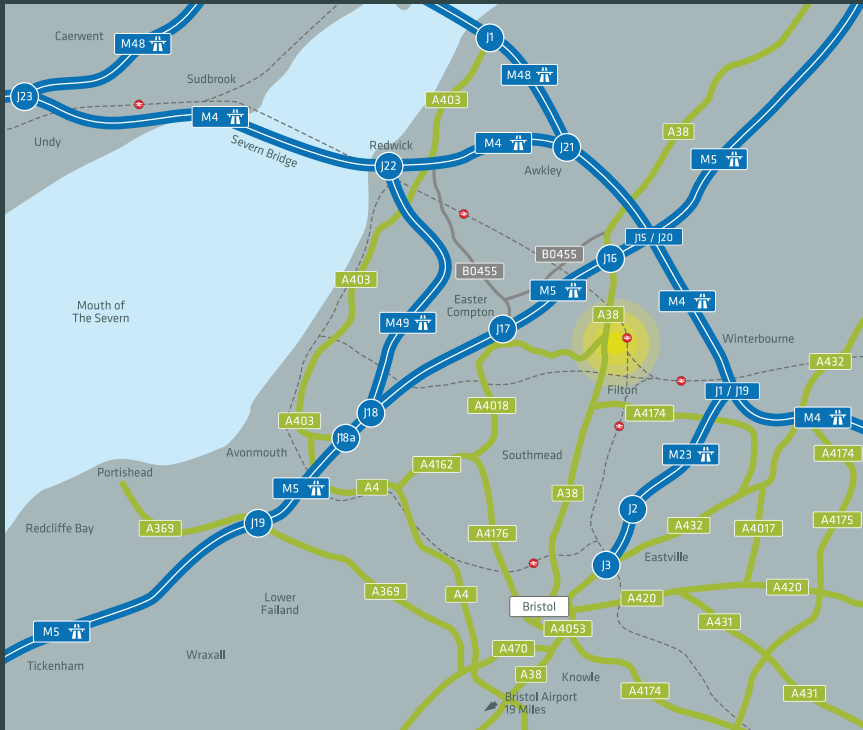 Caerwent
M48
J1
Sudbrook
M48
J23
A403
M4
A38
Undy
Severn Bridge
Redwick
M4
J21
M5
J22
Awkley
J15 / J20
B0455
J16
B0455
A403
M5
Easter
Compton
M4
Mouth of
The Severn
M49
J17
A38
Winterbourne
A432
Filton
J1 / J19
A4018
J18
A4174
M4
A403
J18a
Avonmouth
Southmead
M23
A4174
Portishead
A4162
M5
A4
A38
J2
A4175
Redcliffe Bay
A369
J19
A4176
A432
A4017
Eastville
J3
A369
A4
Lower
Failand
Bristol
A420
A420
A431
M5
A4053
A470
Wraxall
Tickenham
A38
Knowle
A4174
A431
Bristol Airport
19 Miles